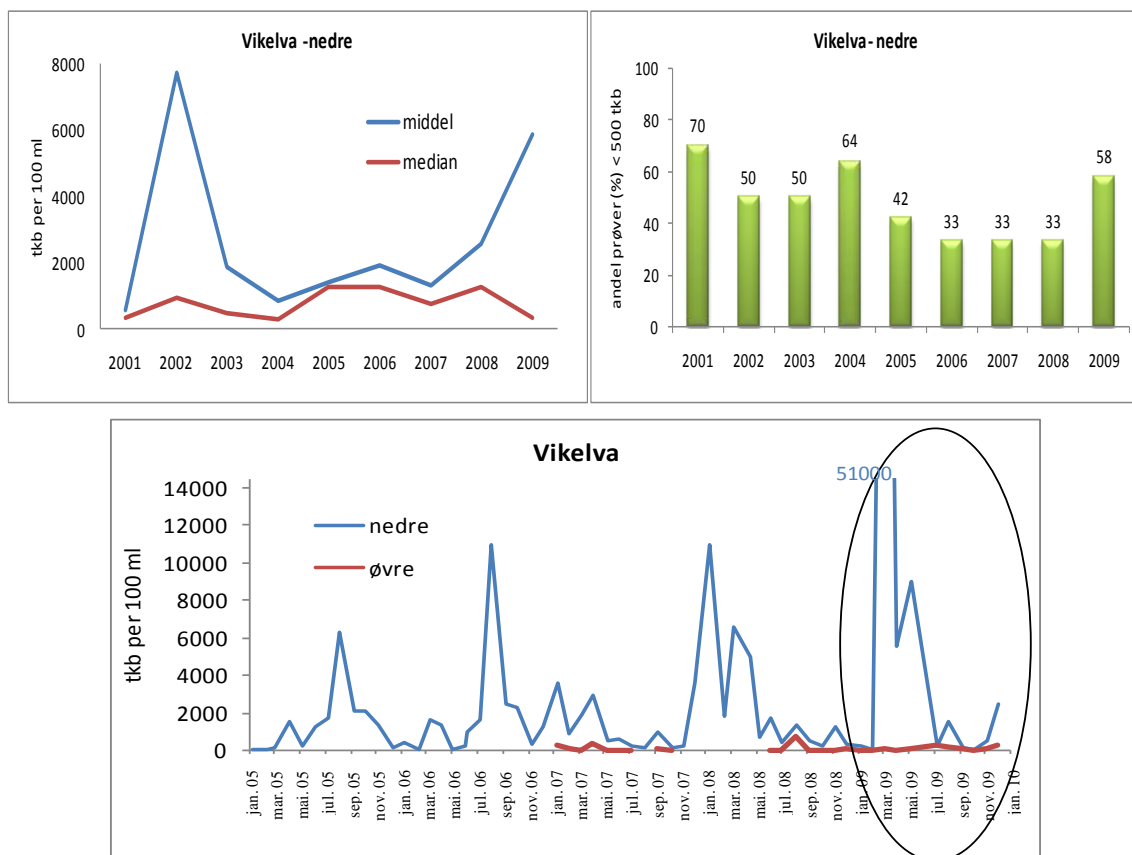 Vikelva -nedre
8000
6000
4000
2000
0
tkb per 100 ml
middel
median
2001 2002 2003 2004 2005 2006 2007 2008 2009
Vikelva- nedre
100
80
60
40
20
0
andel prøver (%) < 500 tkb
70 50 50 64 42 33 33 33 58
2001 2002 2003 2004 2005 2006 2007 2008 2009
Vikelva
51000
14000
12000
10000
8000
6000
4000
2000
0
tkb per 100 ml
nedre
øvre
jan. 05
mar. 05
mai. 05
jul. 05
sep. 05
nov. 05
jan. 06
mar. 06
mai. 06
jul. 06
sep. 06
nov. 06
jan. 07
mar. 07
mai. 07
jul. 07
sep. 07
nov. 07
jan. 08
mar. 08
mai. 08
jul. 08
sep. 08
nov. 08
jan. 09
mar. 09
mai. 09
jul. 09
sep. 09
nov. 09
jan. 10